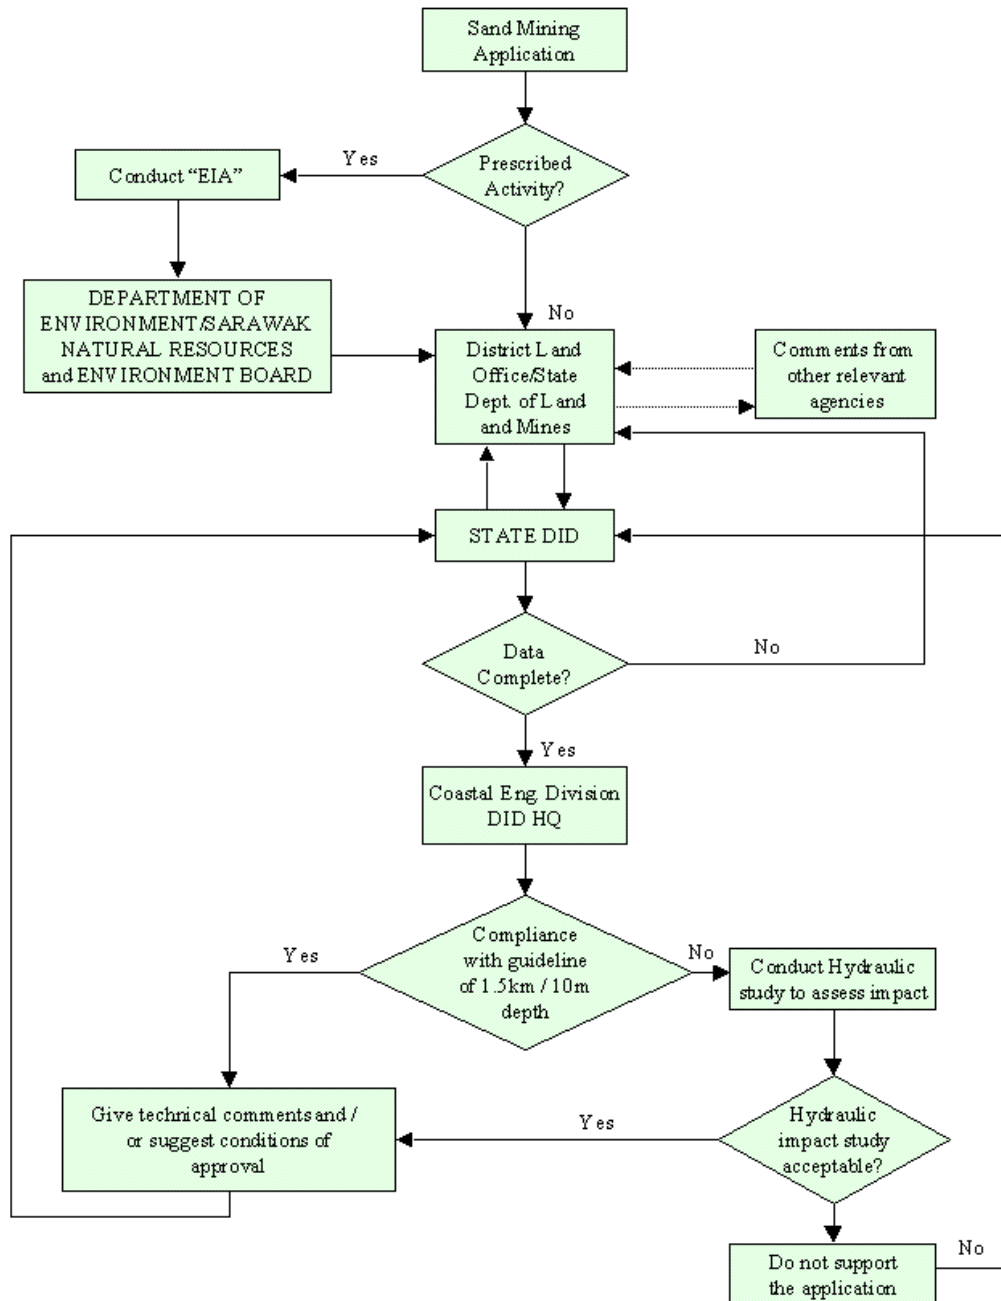 Sand Mining
Application
Yes
Prescribed
Activity?
Conduct “EIA”
DEPARTMENT OF
ENVIRONMENT/SARAWAK
NATURAL RESOURCES
and ENVIRONMENT BOARD
No
District Land
Office/State
Dept. of Land
and Mines
Comments from
other relevant
agencies
STATE DID
Data
Complete?
No
Yes
Coastal Eng. Division
DID HQ
Yes
Compliance
with guideline
of 1.5km / 10m
depth
No
Conduct Hydraulic
study to assess impact
Give technical comments and /
or suggest conditions of
approval
Yes
Hydraulic
impact study
acceptable?
No
Do not support
the application